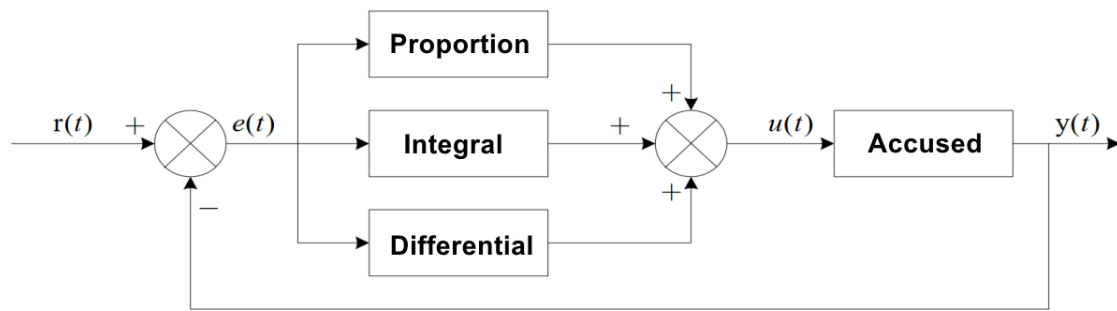 Proportion
+
r(t)
+
e(t)
+
u(t)
y(t)
Integral
Accused
−
+
Differential